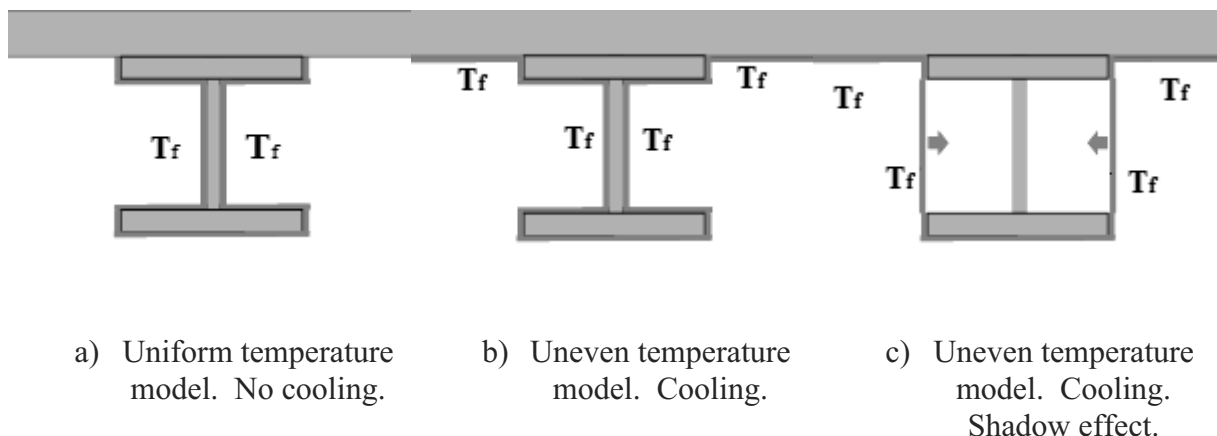 Tf Tf
Tf Tf
Tf Tf
Tf Tf
Tf Tf
a) Uniform temperature model. No cooling.
b) Uneven temperature model. Cooling.
c) Uneven temperature model. Cooling. Shadow effect.